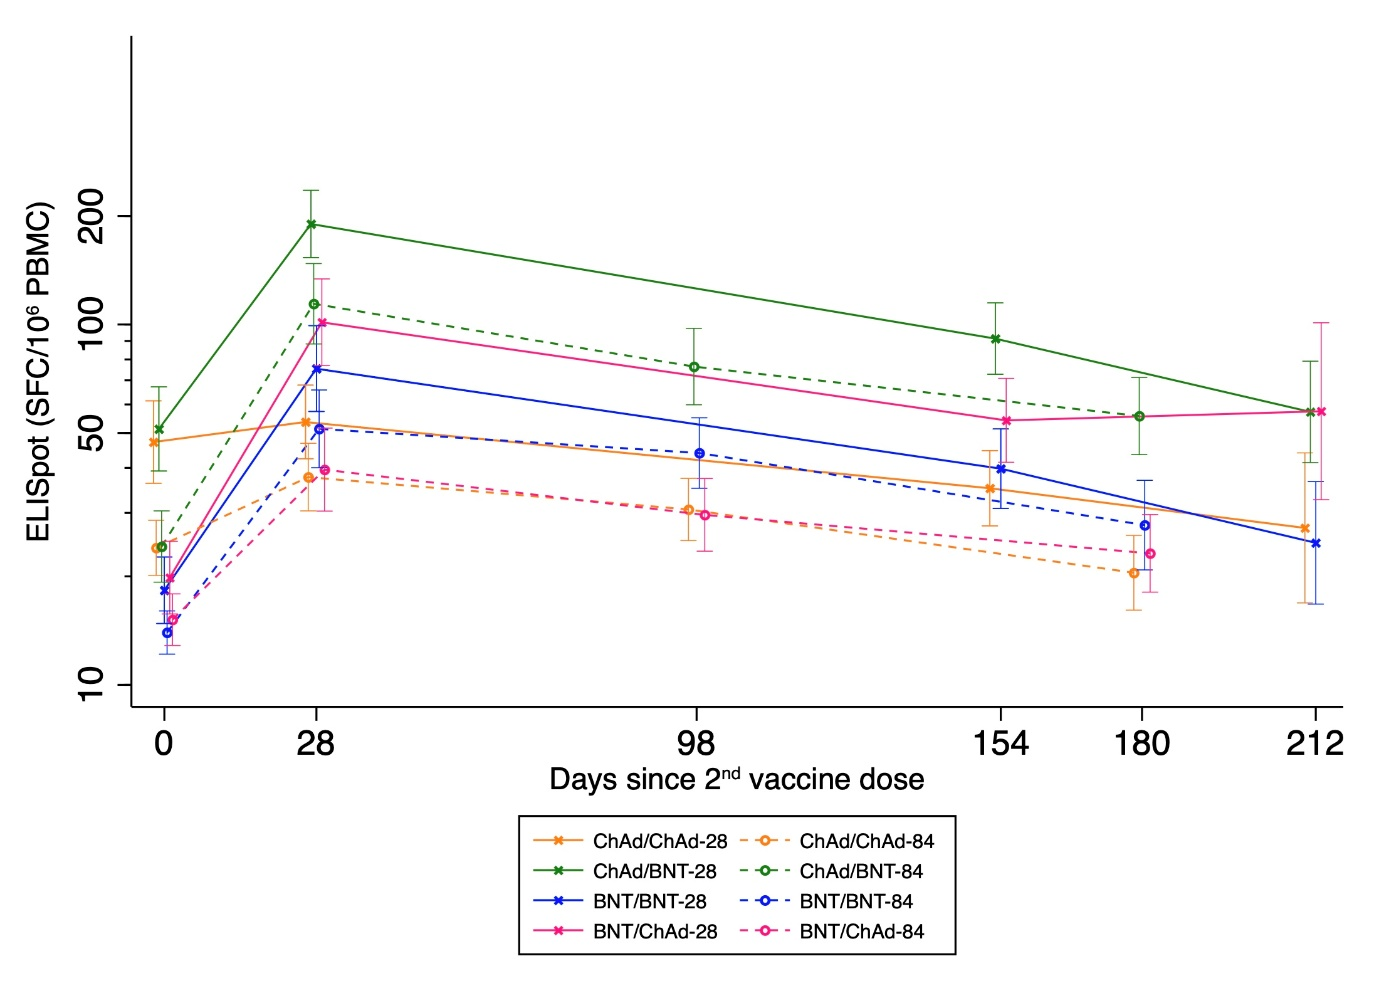 ELISpot (SFC/10⁶ PBMC)
200
100
50
10
0 28 98 154 180 212
Days since 2ⁿᵈ vaccine dose
ChAd/ChAd-28 ChAd/ChAd-84
ChAd/BNT-28 ChAd/BNT-84
BNT/BNT-28 BNT/BNT-84
BNT/ChAd-28 BNT/ChAd-84